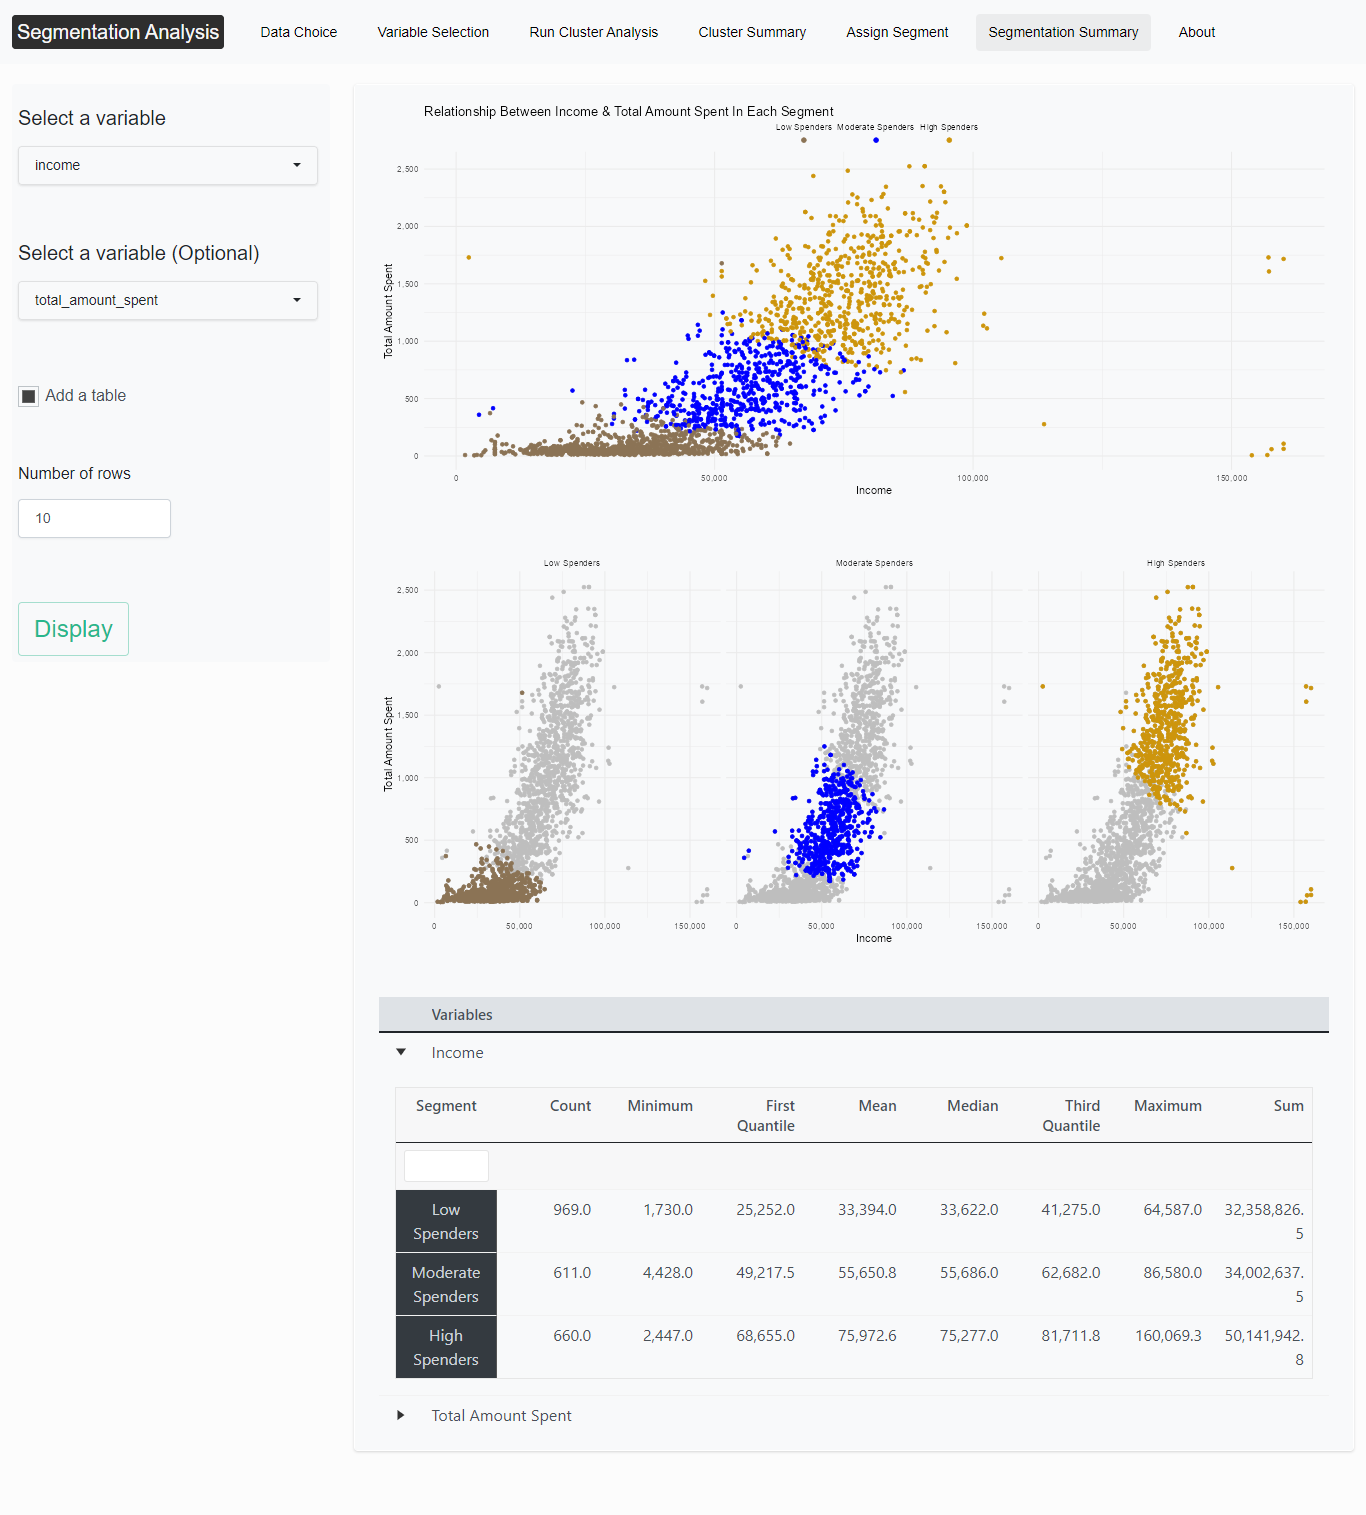 Segmentation Analysis Data Choice Variable Selection Run Cluster Analysis Cluster Summary Assign Segment Segmentation Summary About
Select a variable
income
Select a variable (Optional)
total_amount_spent
Add a table
Number of rows
10
Display
Relationship Between Income & Total Amount Spent In Each Segment
Low Spenders Moderate Spenders High Spenders
2,500
2,000
1,500
1,000
500
0
Total Amount Spent
0 50,000 100,000 150,000
Income
Low Spenders Moderate Spenders High Spenders
2,500
2,000
1,500
1,000
500
0
Total Amount Spent
0 50,000 100,000 150,000 0 50,000 100,000 150,000 0 50,000 100,000 150,000
Income
Variables
Income
Segment Count Minimum First Mean Median Third Maximum Sum
Quantile Quantile
Low 969.0 1,730.0 25,252.0 33,394.0 33,622.0 41,275.0 64,587.0 32,358,826.
Spenders 5
Moderate 611.0 4,428.0 49,217.5 55,650.8 55,686.0 62,682.0 86,580.0 34,002,637.
Spenders 5
High 660.0 2,447.0 68,655.0 75,972.6 75,277.0 81,711.8 160,069.3 50,141,942.
Spenders 8
Total Amount Spent